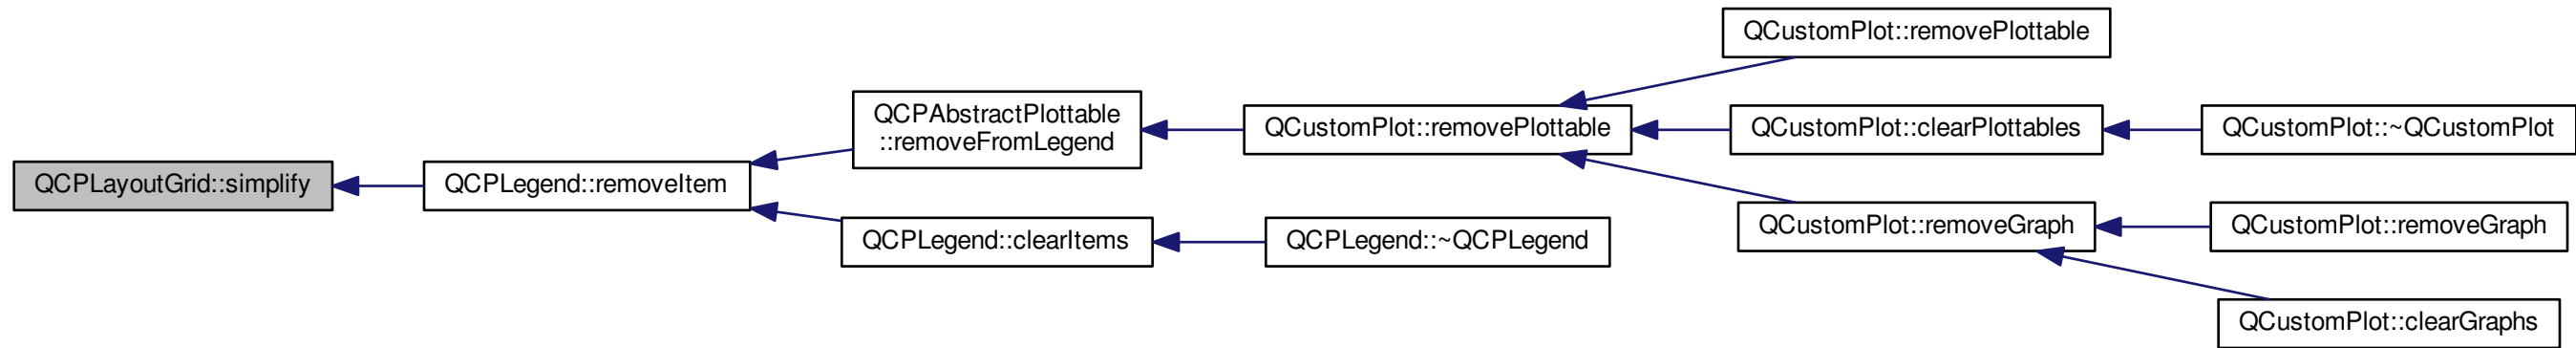 QCPLayoutGrid::simplify
QCPLegend::removeItem
QCPAbstractPlottable
::removeFromLegend
QCustomPlot::removePlottable
QCustomPlot::removePlottable
QCustomPlot::clearPlottables
QCustomPlot::~QCustomPlot
QCustomPlot::removeGraph
QCustomPlot::removeGraph
QCustomPlot::clearGraphs
QCPLegend::clearItems
QCPLegend::~QCPLegend